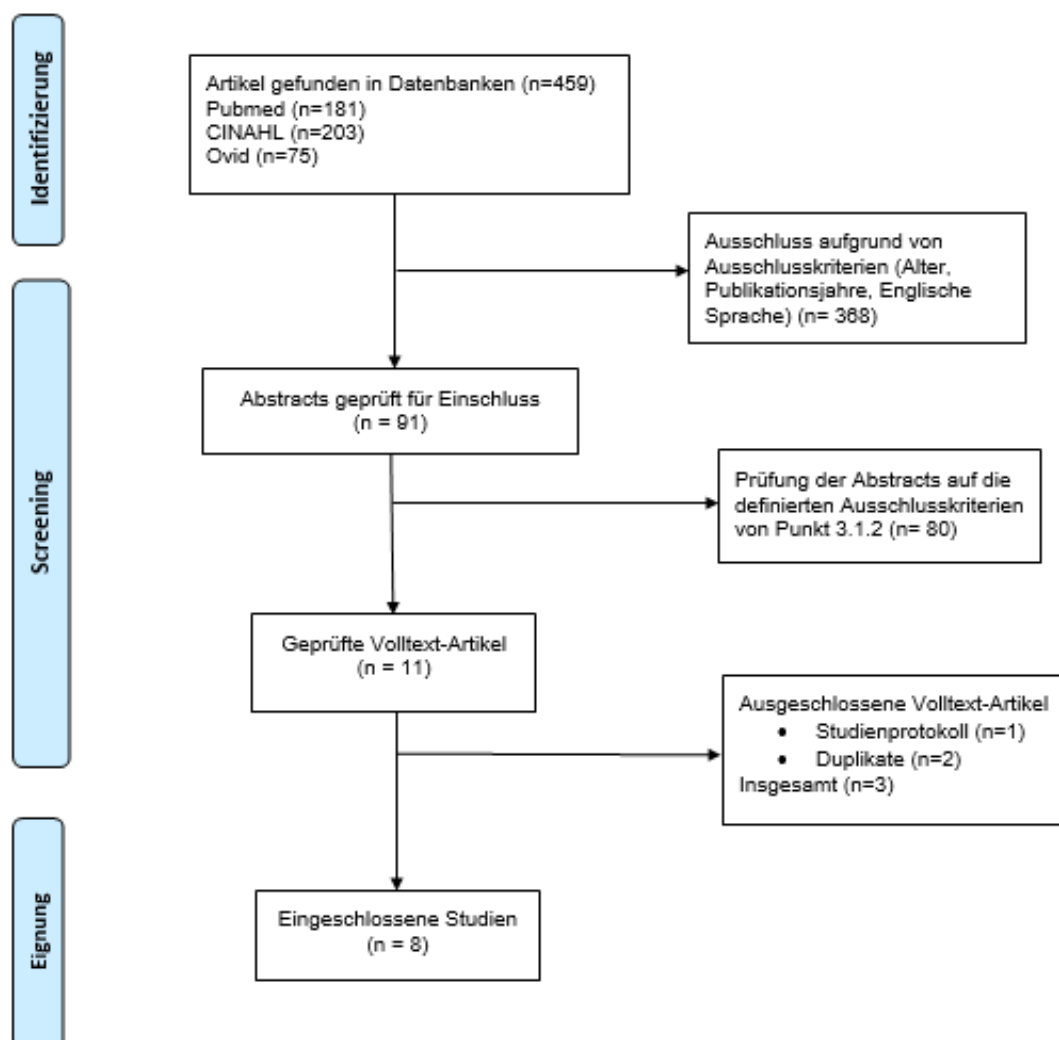 Identifizierung
Artikel gefunden in Datenbanken (n=459)
Pubmed (n=181)
CINAHL (n=203)
Ovid (n=75)
Ausschluss aufgrund von
Ausschlusskriterien (Alter,
Publikationsjahre, Englische
Sprache) (n= 368)
Screening
Abstracts geprüft für Einschluss
(n = 91)
Prüfung der Abstracts auf die
definierten Ausschlusskriterien
von Punkt 3.1.2 (n= 80)
Geprüfte Volltext-Artikel
(n = 11)
Ausgeschlossene Volltext-Artikel
• Studienprotokoll (n=1)
• Duplikate (n=2)
Insgesamt (n=3)
Eignung
Eingeschlossene Studien
(n = 8)